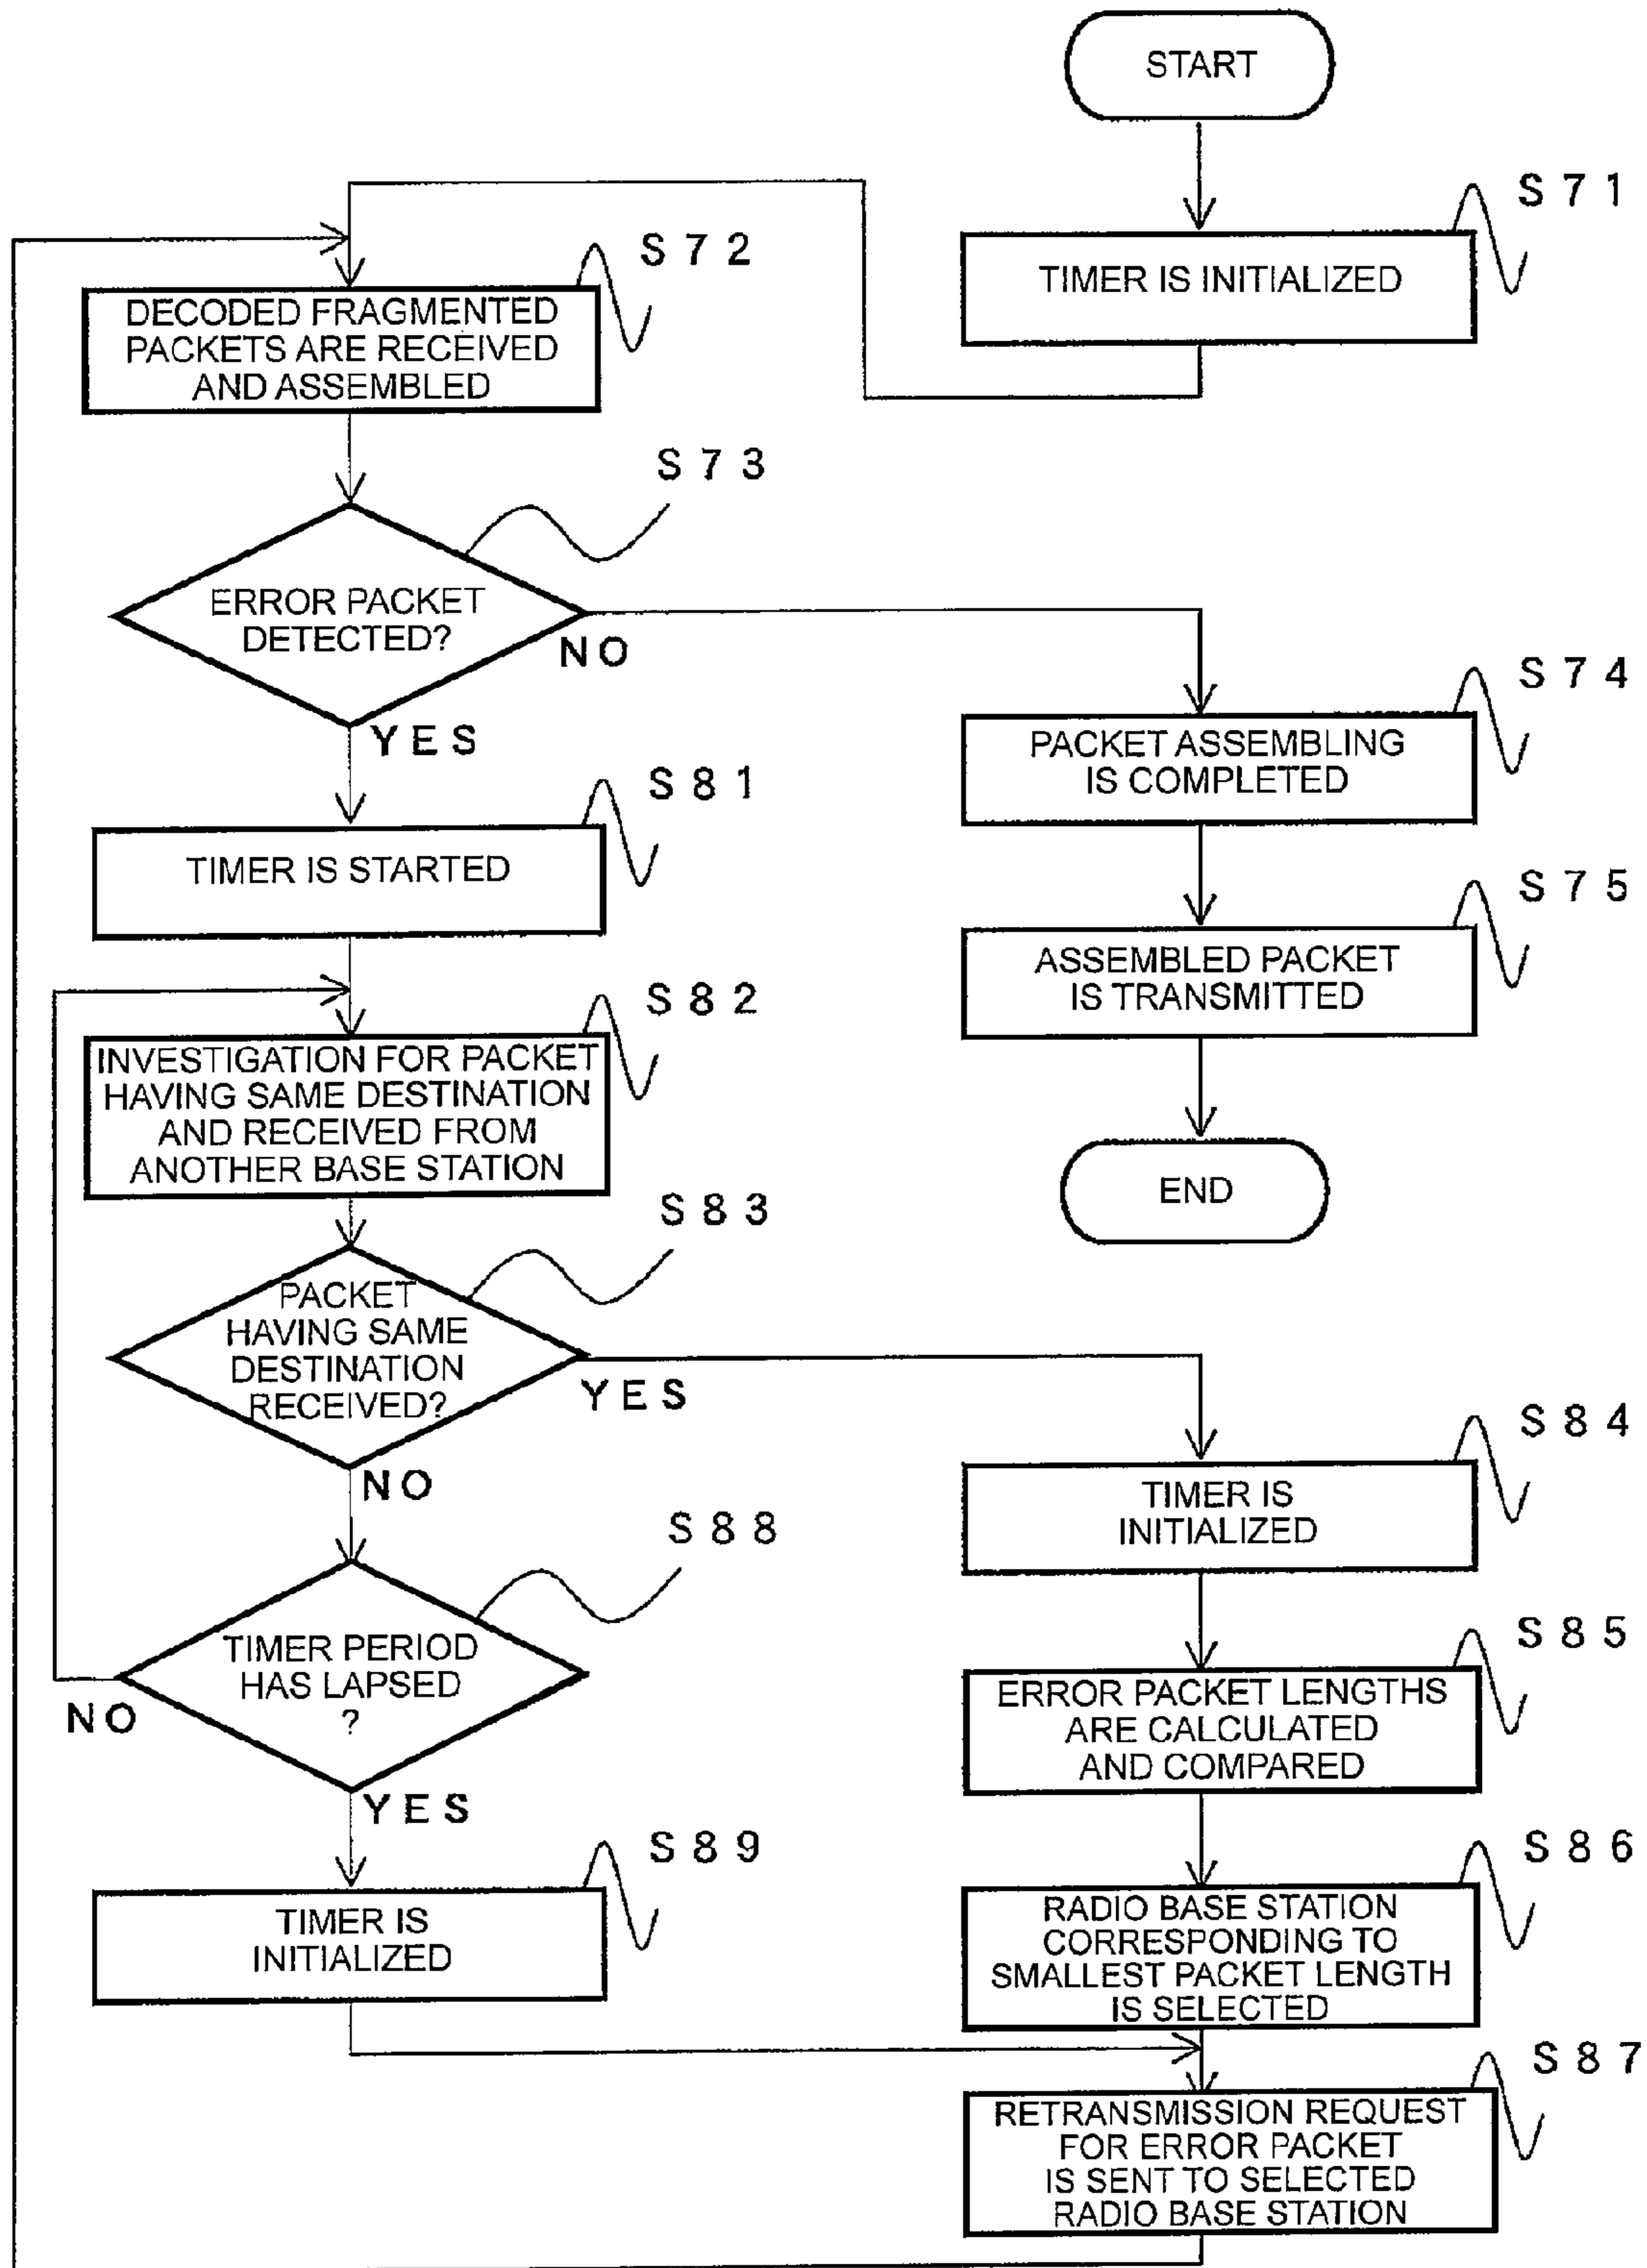 START
S71
TIMER IS INITIALIZED
S72
DECODED FRAGMENTED
PACKETS ARE RECEIVED
AND ASSEMBLED
S73
ERROR PACKET
DETECTED?
NO
YES
S74
PACKET ASSEMBLING
IS COMPLETED
S75
ASSEMBLED PACKET
IS TRANSMITTED
END
S81
TIMER IS STARTED
S82
INVESTIGATION FOR PACKET
HAVING SAME DESTINATION
AND RECEIVED FROM
ANOTHER BASE STATION
S83
PACKET
HAVING SAME
DESTINATION
RECEIVED?
YES
NO
S84
TIMER IS
INITIALIZED
S85
ERROR PACKET LENGTHS
ARE CALCULATED
AND COMPARED
S86
RADIO BASE STATION
CORRESPONDING TO
SMALLEST PACKET LENGTH
IS SELECTED
S87
RETRANSMISSION REQUEST
FOR ERROR PACKET
IS SENT TO SELECTED
RADIO BASE STATION
S88
TIMER PERIOD
HAS LAPSED
?
NO
YES
S89
TIMER IS
INITIALIZED